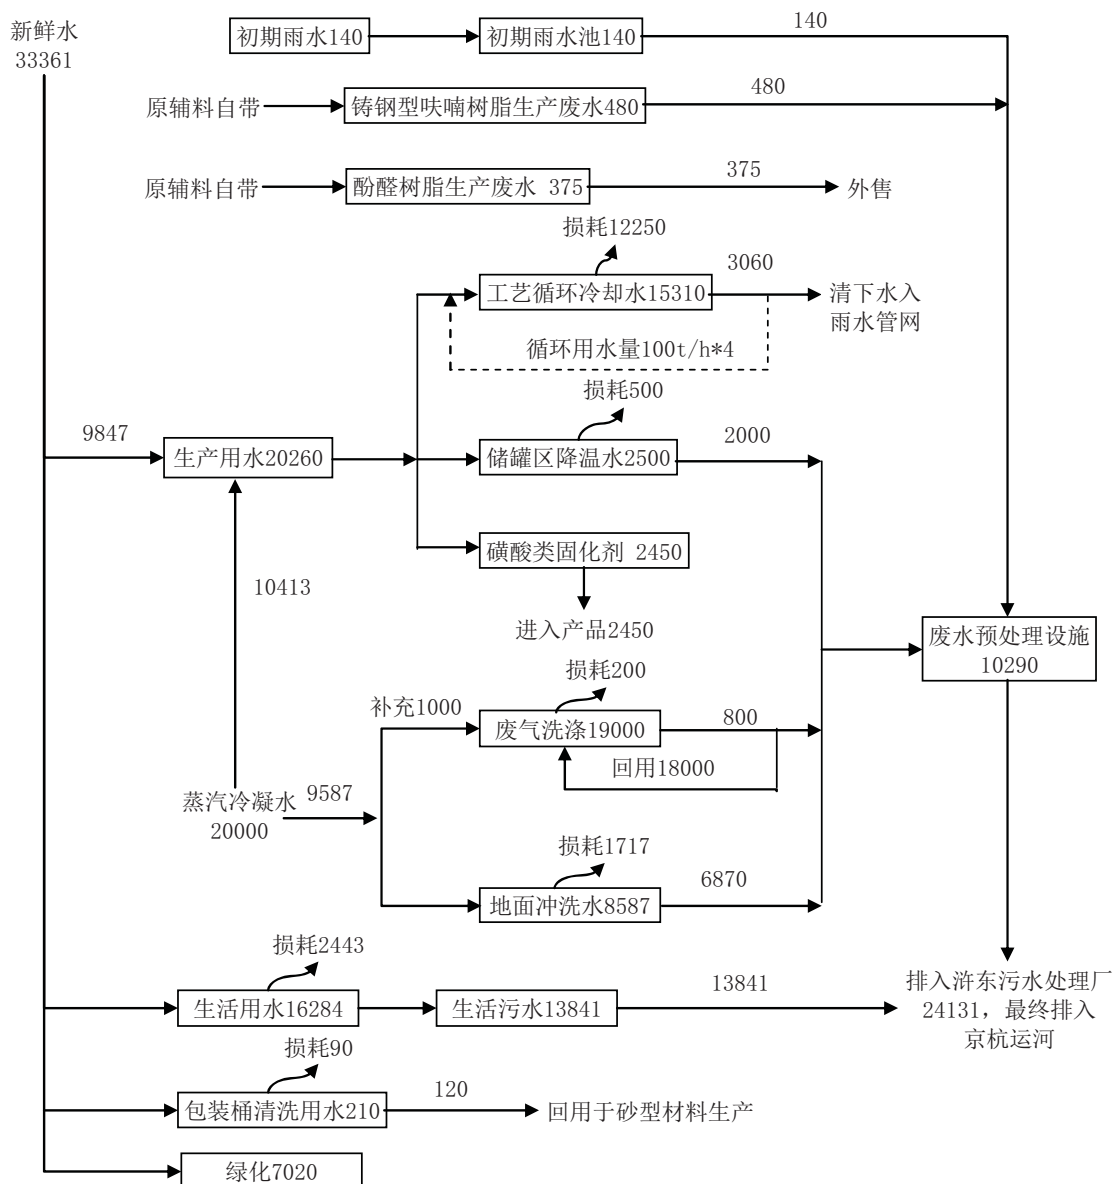 新鲜水
33361
初期雨水140
初期雨水池140
140
原辅料自带
铸钢型呋喃树脂生产废水480
480
原辅料自带
酚醛树脂生产废水 375
375
外售
损耗12250
工艺循环冷却水15310
3060
清下水入
雨水管网
循环用水量100t/h*4
损耗500
9847
生产用水20260
储罐区降温水2500
2000
磺酸类固化剂 2450
10413
进入产品2450
废水预处理设施
10290
损耗200
补充1000
废气洗涤19000
800
回用18000
蒸汽冷凝水
20000
9587
损耗1717
地面冲洗水8587
6870
损耗2443
生活用水16284
生活污水13841
13841
排入浒东污水处理厂
24131，最终排入
京杭运河
损耗90
包装桶清洗用水210
120
回用于砂型材料生产
绿化7020